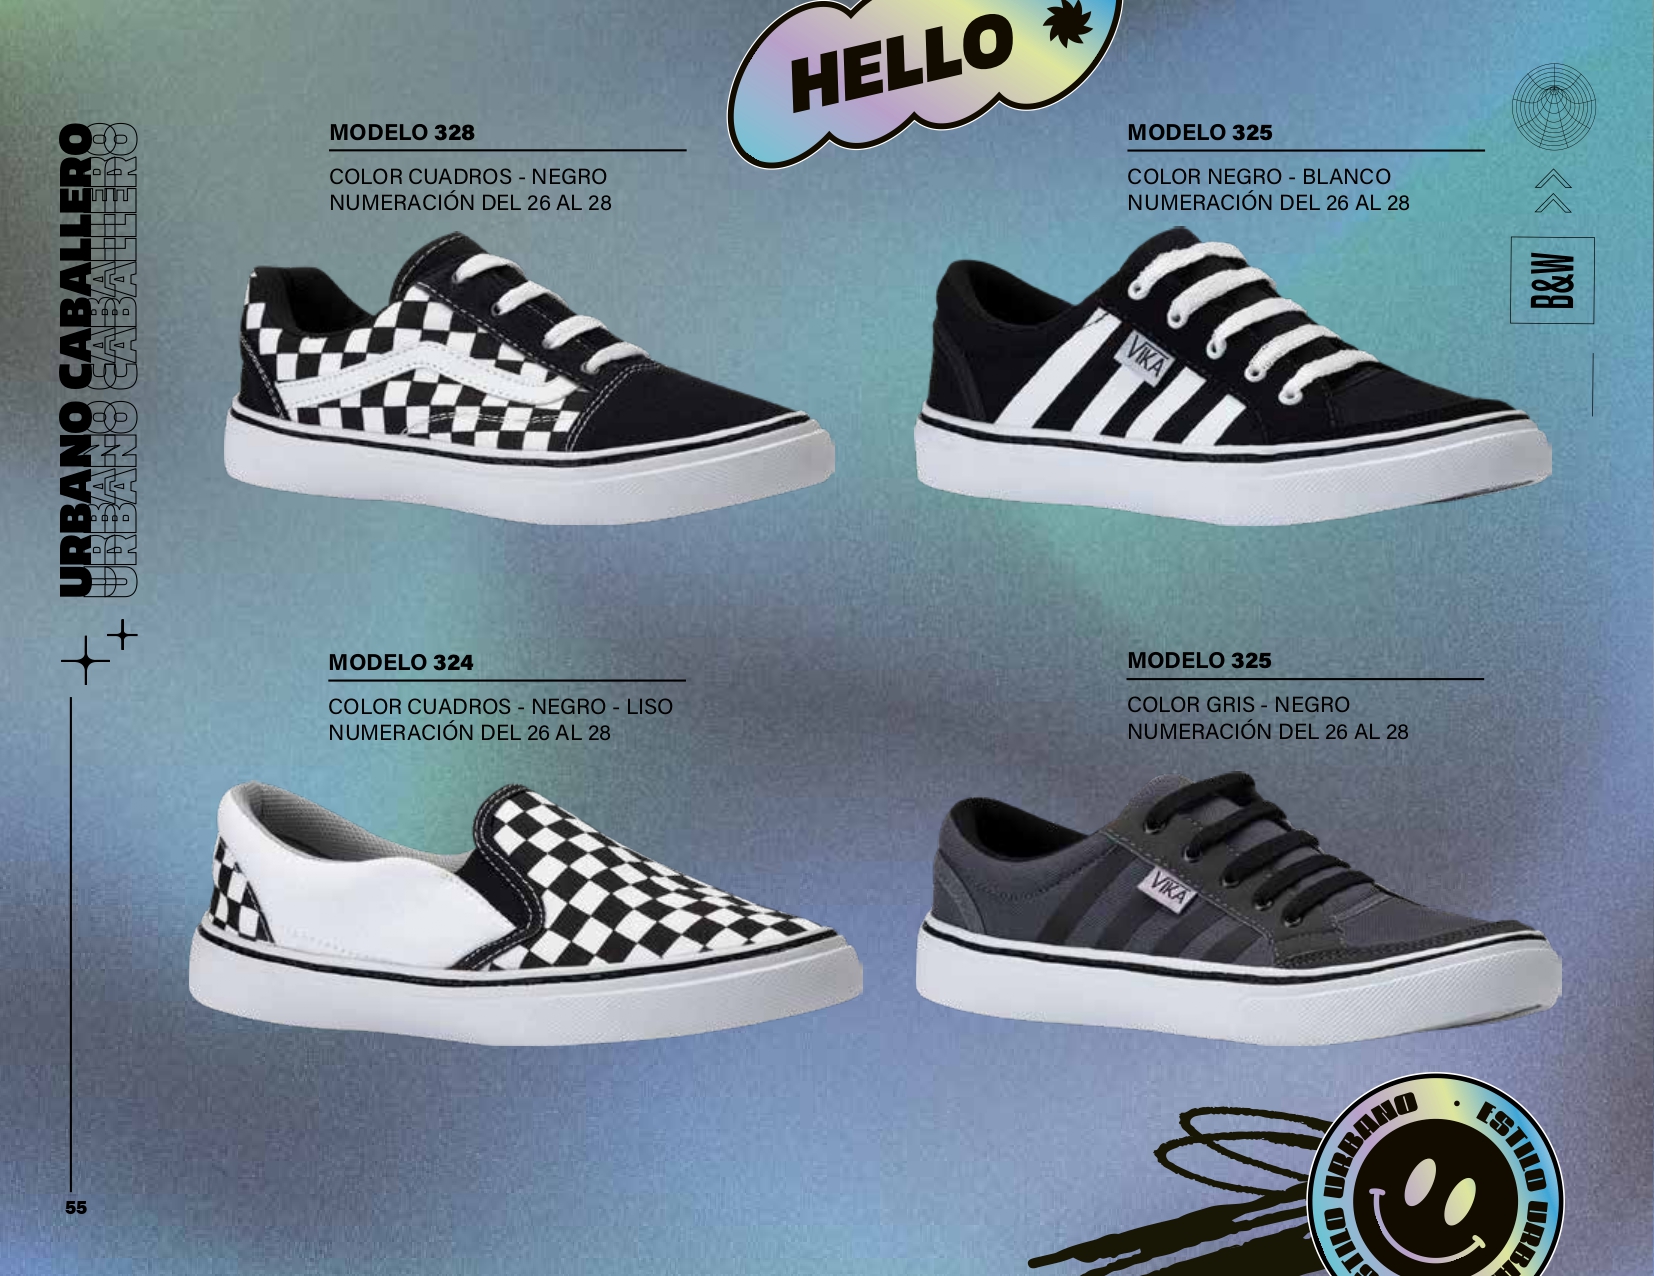 HELLO
URBANO CABALLERO
URBANO CABALLERO
URBANO CABALLERO
MODELO 328
COLOR CUADROS - NEGRO
NUMERACIÓN DEL 26 AL 28
MODELO 325
COLOR NEGRO - BLANCO
NUMERACIÓN DEL 26 AL 28
B&W
VIKA
MODELO 324
COLOR CUADROS - NEGRO - LISO
NUMERACIÓN DEL 26 AL 28
MODELO 325
COLOR GRIS - NEGRO
NUMERACIÓN DEL 26 AL 28
VIKA
URBANO · ESTILO URBA
STILO
55